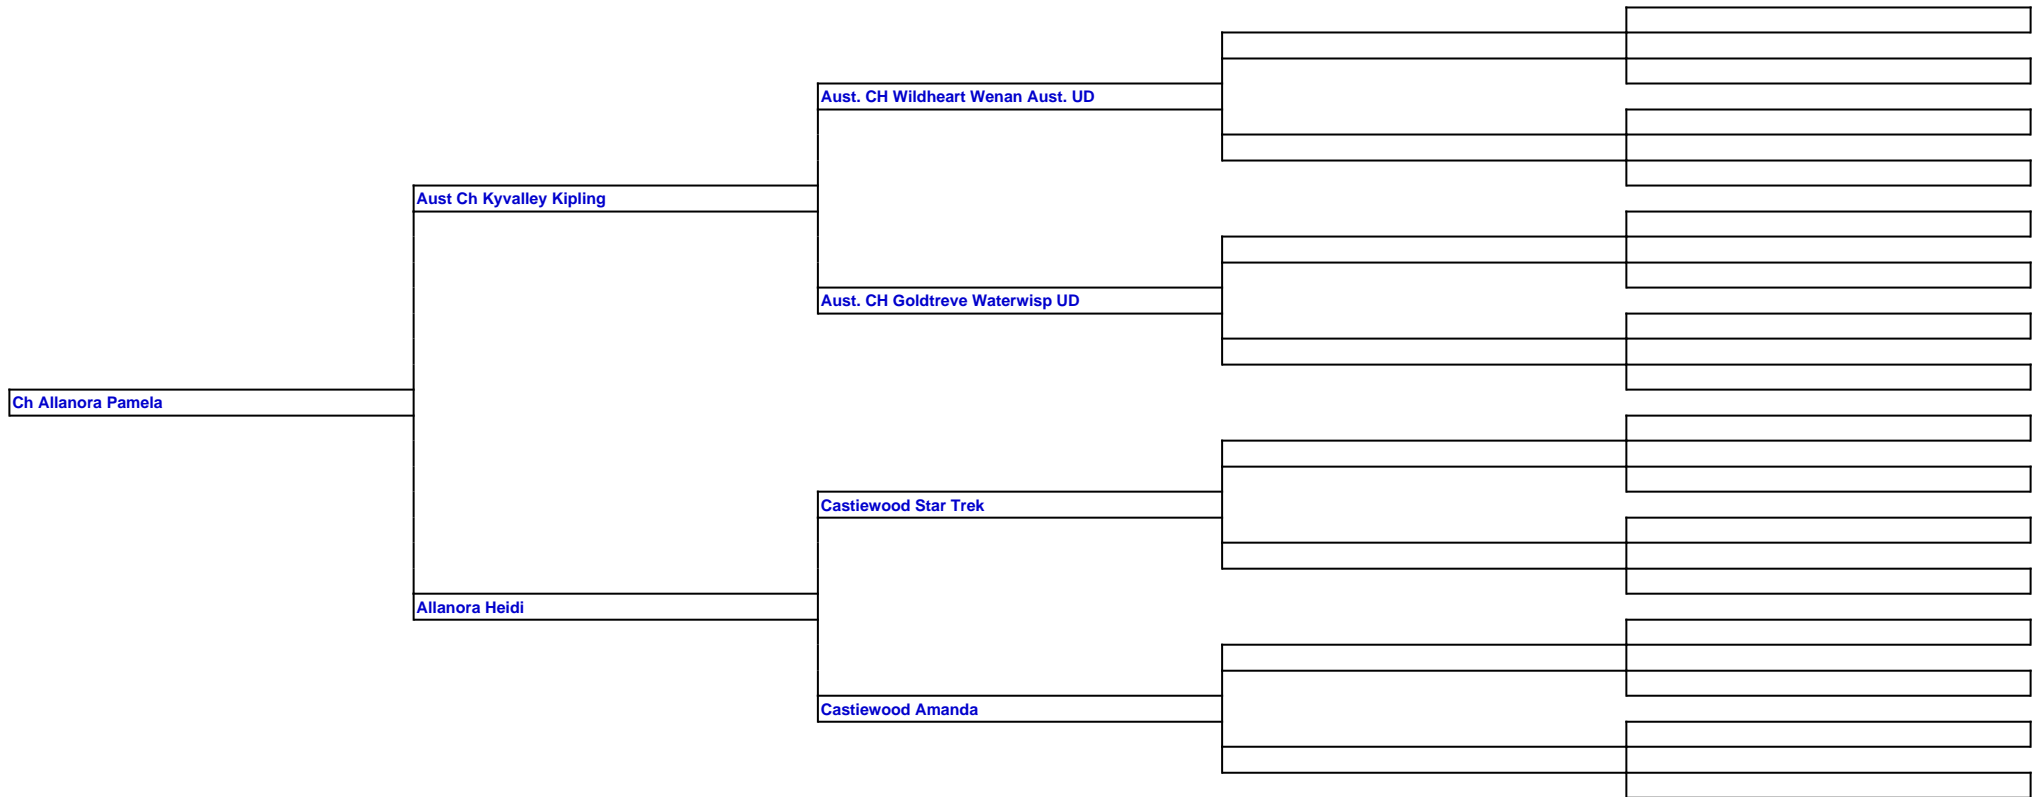 Aust. CH Wildheart Wenan Aust. UD
Aust Ch Kyvalley Kipling
Aust. CH Goldtreve Waterwisp UD
Ch Allanora Pamela
Castiewood Star Trek
Allanora Heidi
Castiewood Amanda